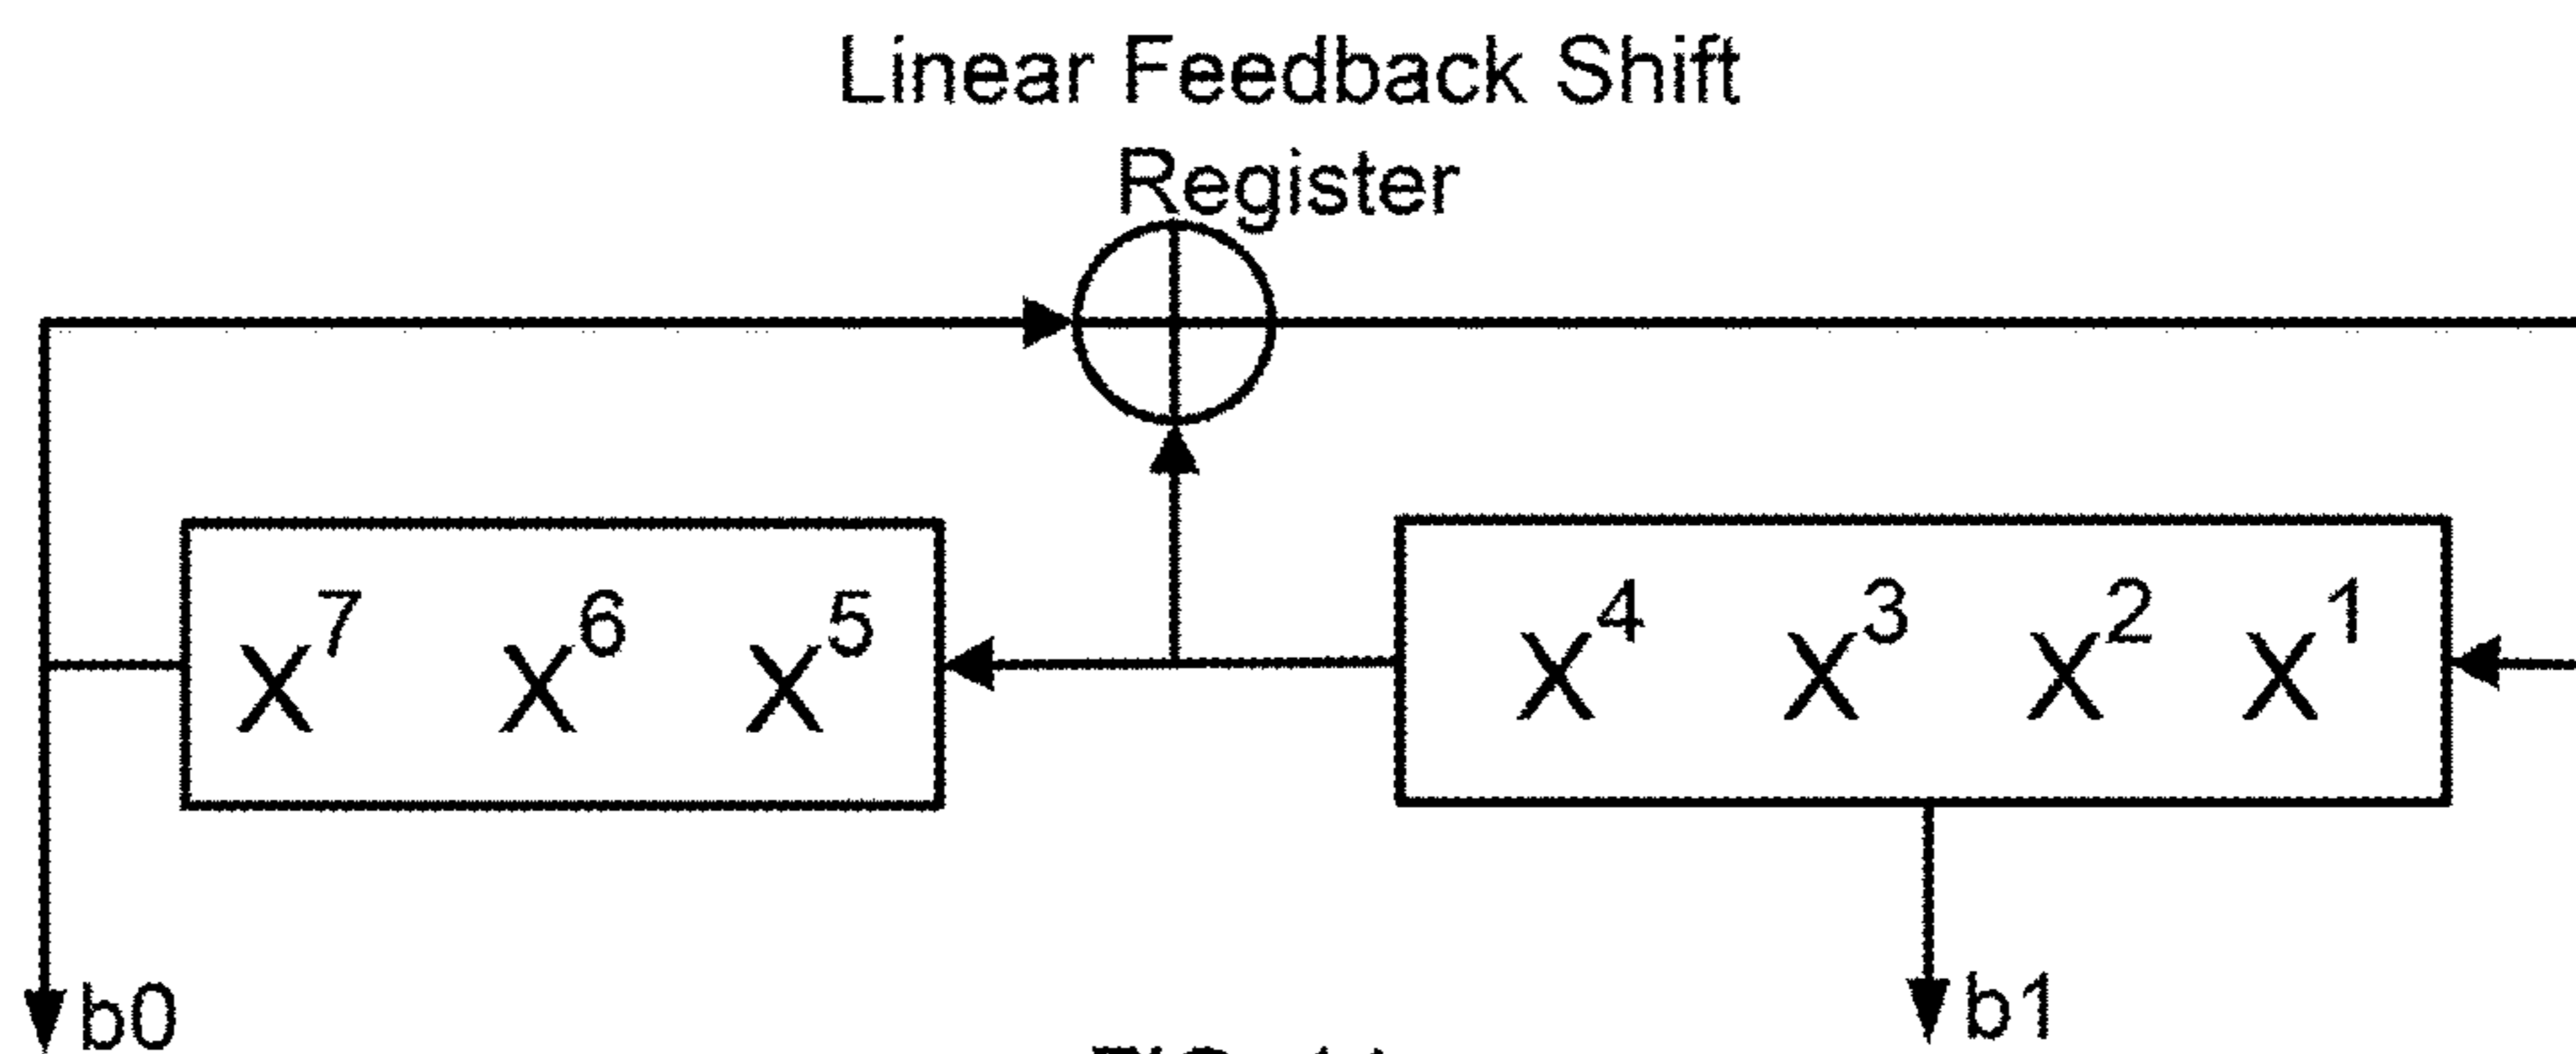 Linear Feedback Shift
Register
X⁷ X⁶ X⁵
X⁴ X³ X² X¹
b0
b1